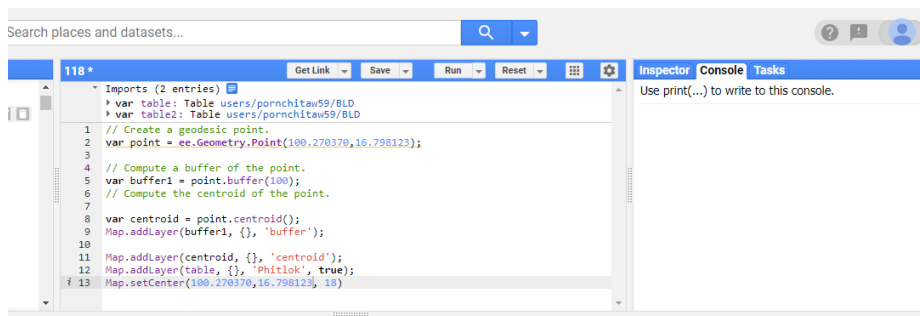 Search places and datasets...
118 *
Get Link Save Run Reset
Imports (2 entries)
var table: Table users/pornchitaw59/BLD
var table2: Table users/pornchitaw59/BLD
1 // Create a geodesic point.
2 var point = ee.Geometry.Point(100.270370,16.798123);
3
4 // Compute a buffer of the point.
5 var buffer1 = point.buffer(100);
6 // Compute the centroid of the point.
7
8 var centroid = point.centroid();
9 Map.addLayer(buffer1, {}, 'buffer');
10
11 Map.addLayer(centroid, {}, 'centroid');
12 Map.addLayer(table, {}, 'Phitlok', true);
i 13 Map.setCenter(100.270370,16.798123, 18)
Inspector Console Tasks
Use print(...) to write to this console.